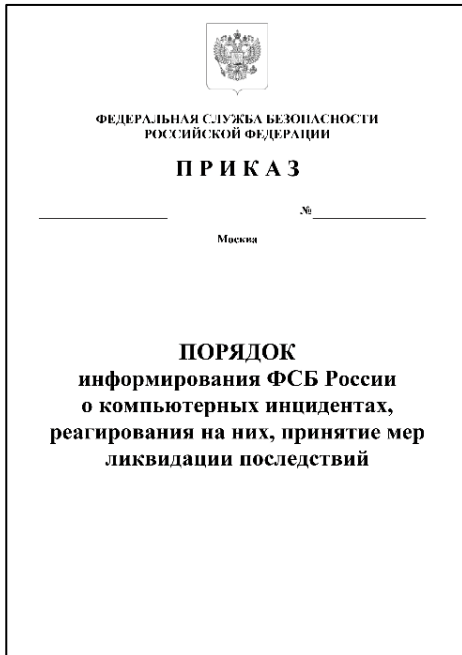 ФЕДЕРАЛЬНАЯ СЛУЖБА БЕЗОПАСНОСТИ
РОССИЙСКОЙ ФЕДЕРАЦИИ
П Р И К А З
№
Москва
ПОРЯДОК
информирования ФСБ России
о компьютерных инцидентах,
реагирования на них, принятие мер
ликвидации последствий